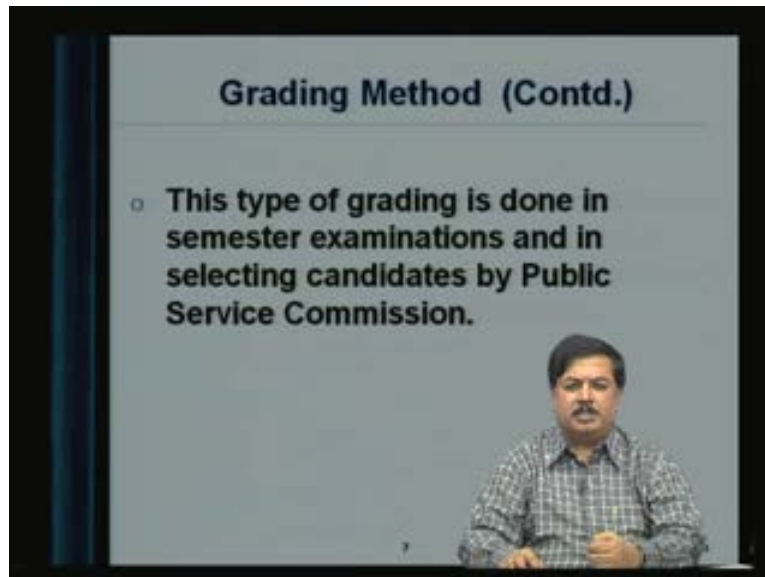 Grading Method (Contd.)
o This type of grading is done in
semester examinations and in
selecting candidates by Public
Service Commission.
7